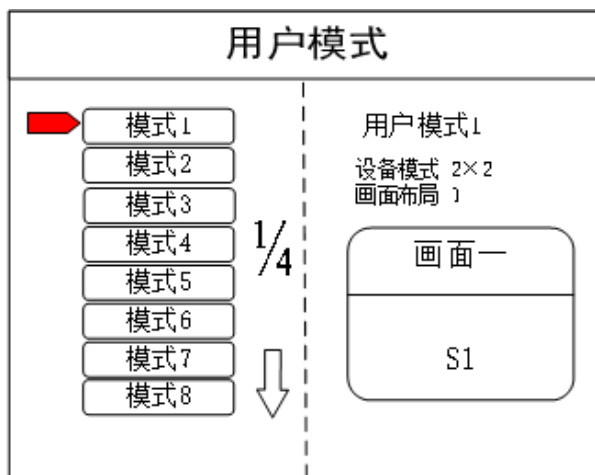 用户模式
模式1
模式2
模式3
模式4
模式5
模式6
模式7
模式8
1/4
用户模式1
设备模式 2×2
画面布局 1
画面一
S1